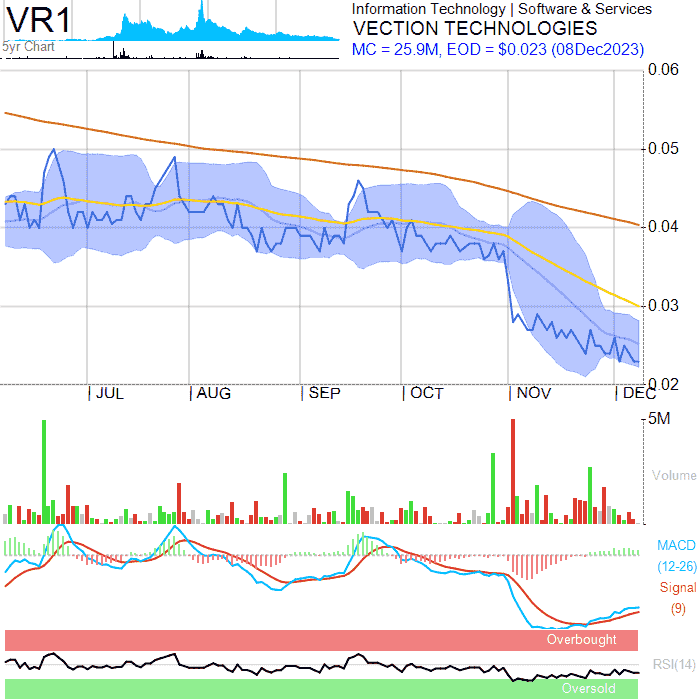 VR1
5yr Chart
Information Technology | Software & Services
VECTION TECHNOLOGIES
MC = 25.9M, EOD = $0.023 (08Dec2023)
0.06
0.05
0.04
0.03
0.02
JUL
AUG
SEP
OCT
NOV
DEC
5M
Volume
MACD
(12-26)
Signal
(9)
Overbought
RSI(14)
Oversold